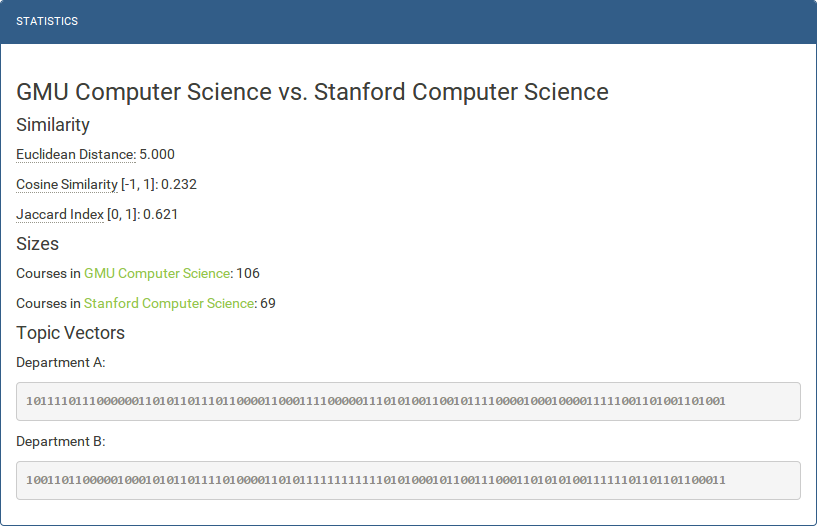 STATISTICS
GMU Computer Science vs. Stanford Computer Science
Similarity
Euclidean Distance: 5.000
Cosine Similarity [-1, 1]: 0.232
Jaccard Index [0, 1]: 0.621
Sizes
Courses in GMU Computer Science: 106
Courses in Stanford Computer Science: 69
Topic Vectors
Department A:
1011110111000000110101101110110000110001111000001110101001100101111000010001000011111001101001101001
Department B:
1001101100000100010101101111010000110101111111111110101000101100111000110101010011111101101101100011